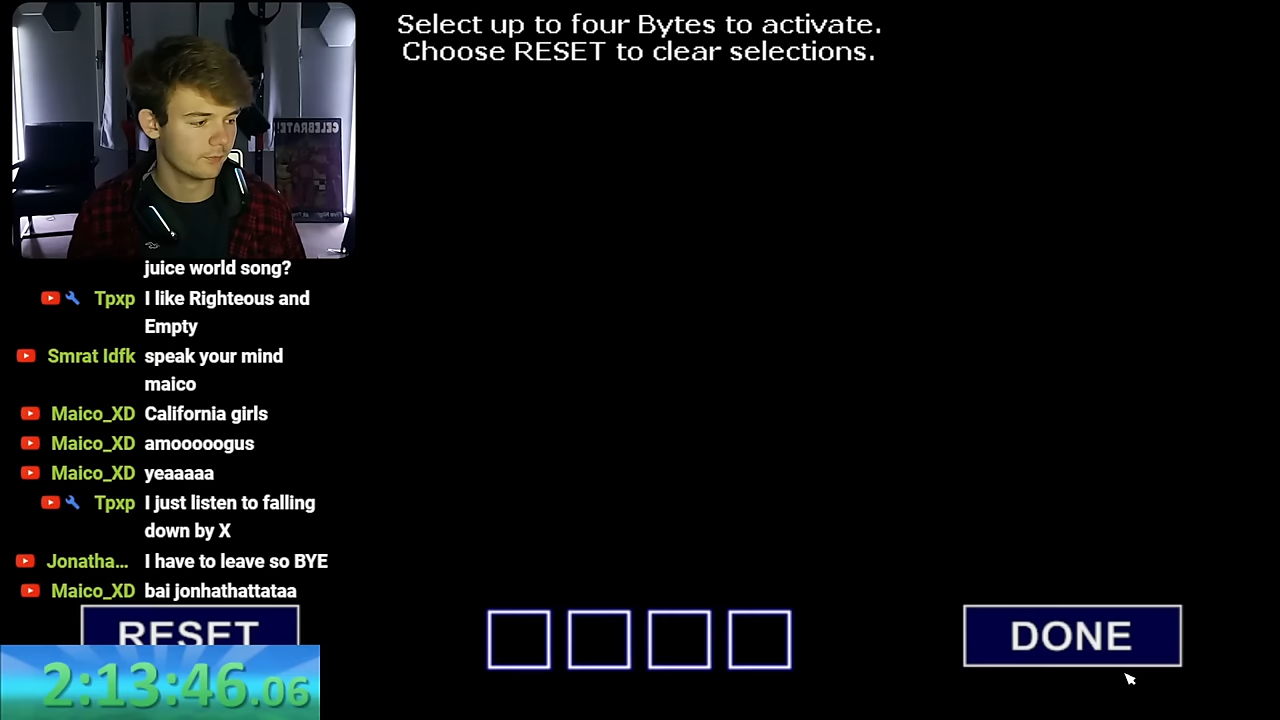 Select up to four Bytes to activate.
Choose RESET to clear selections.
CELEBRATE!
juice world song?
Tpxp I like Righteous and
Empty
Smrat Idfk speak your mind
maico
Maico_XD California girls
Maico_XD amooooogus
Maico_XD yeaaaaa
Tpxp I just listen to falling
down by X
Jonatha... I have to leave so BYE
Maico_XD bai jonhathattataa
RESET
DONE
2:13:46.06